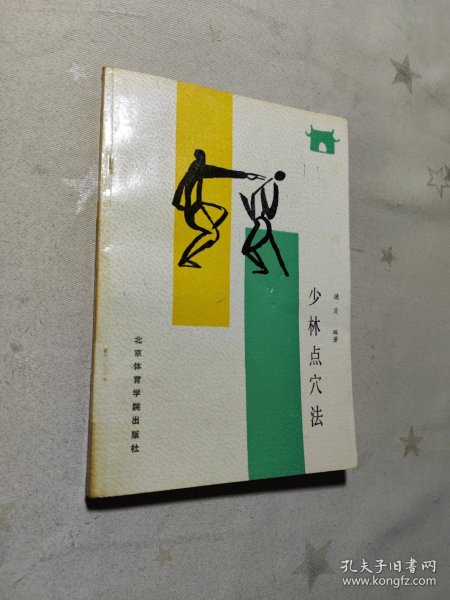 少林点穴法
德虔 编著
北京体育学院出版社
孔夫子旧书网
www.kongfz.com